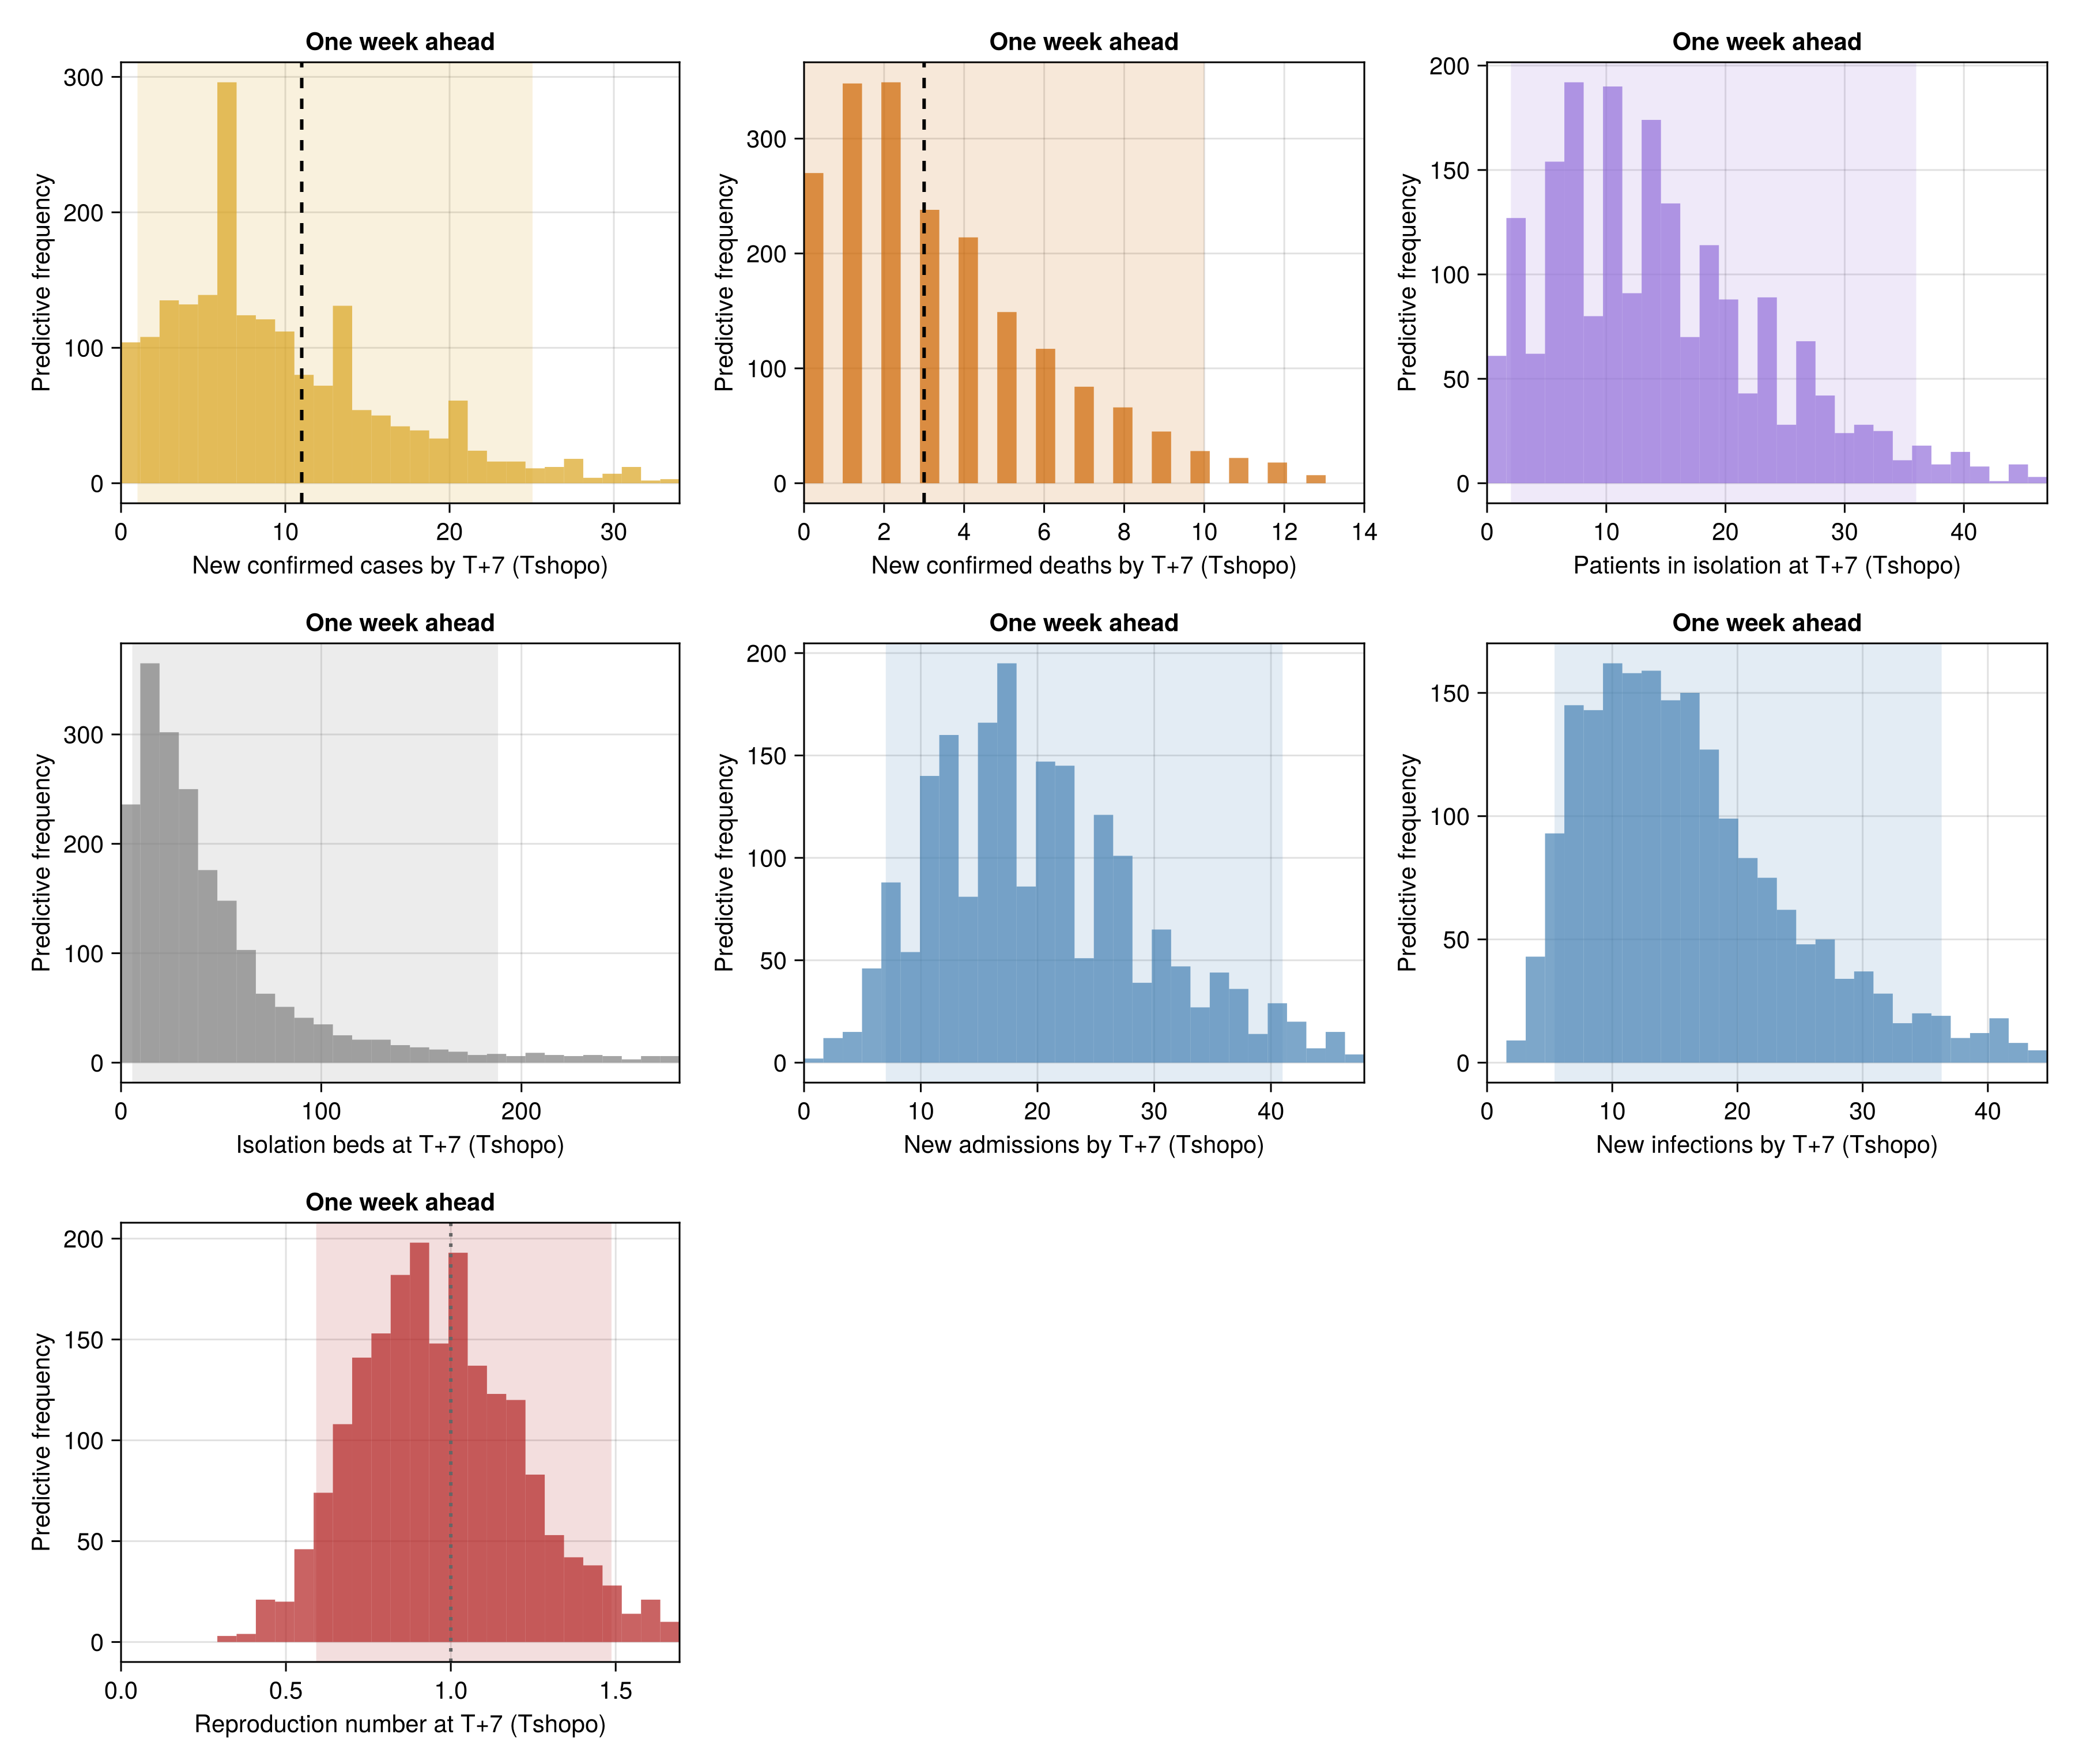 One week ahead
One week ahead
One week ahead
Predictive frequency
300
200
100
0
0 10 20 30
New confirmed cases by T+7 (Tshopo)
Predictive frequency
300
200
100
0
0 2 4 6 8 10 12 14
New confirmed deaths by T+7 (Tshopo)
Predictive frequency
200
150
100
50
0
0 10 20 30 40
Patients in isolation at T+7 (Tshopo)
One week ahead
One week ahead
One week ahead
Predictive frequency
300
200
100
0
0 100 200
Isolation beds at T+7 (Tshopo)
Predictive frequency
200
150
100
50
0
0 10 20 30 40
New admissions by T+7 (Tshopo)
Predictive frequency
150
100
50
0
0 10 20 30 40
New infections by T+7 (Tshopo)
One week ahead
Predictive frequency
200
150
100
50
0
0.0 0.5 1.0 1.5
Reproduction number at T+7 (Tshopo)